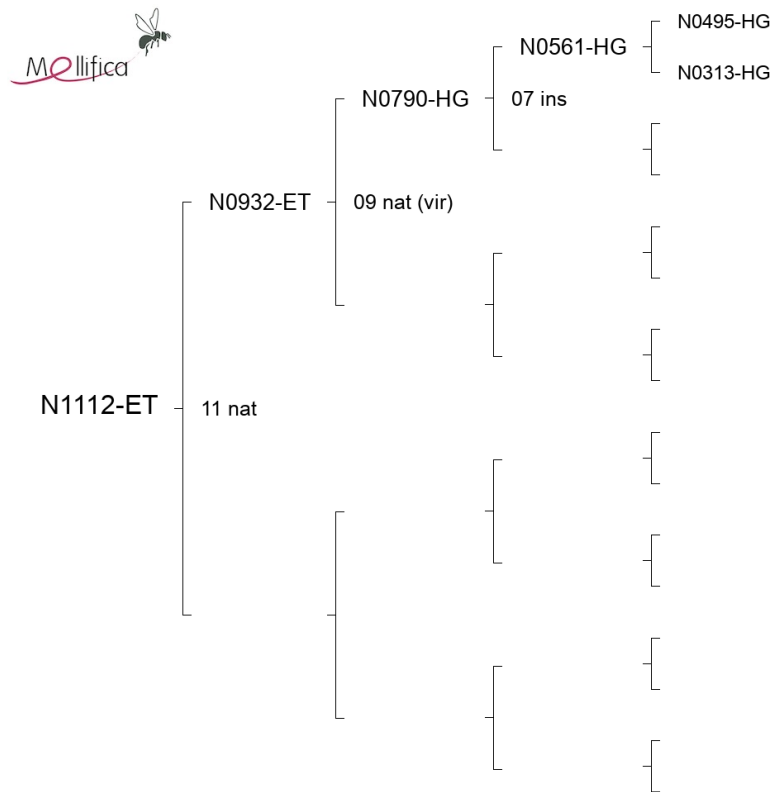 Mellifica
N0495-HG
N0561-HG
N0313-HG
N0790-HG
07 ins
N0932-ET
09 nat (vir)
N1112-ET
11 nat